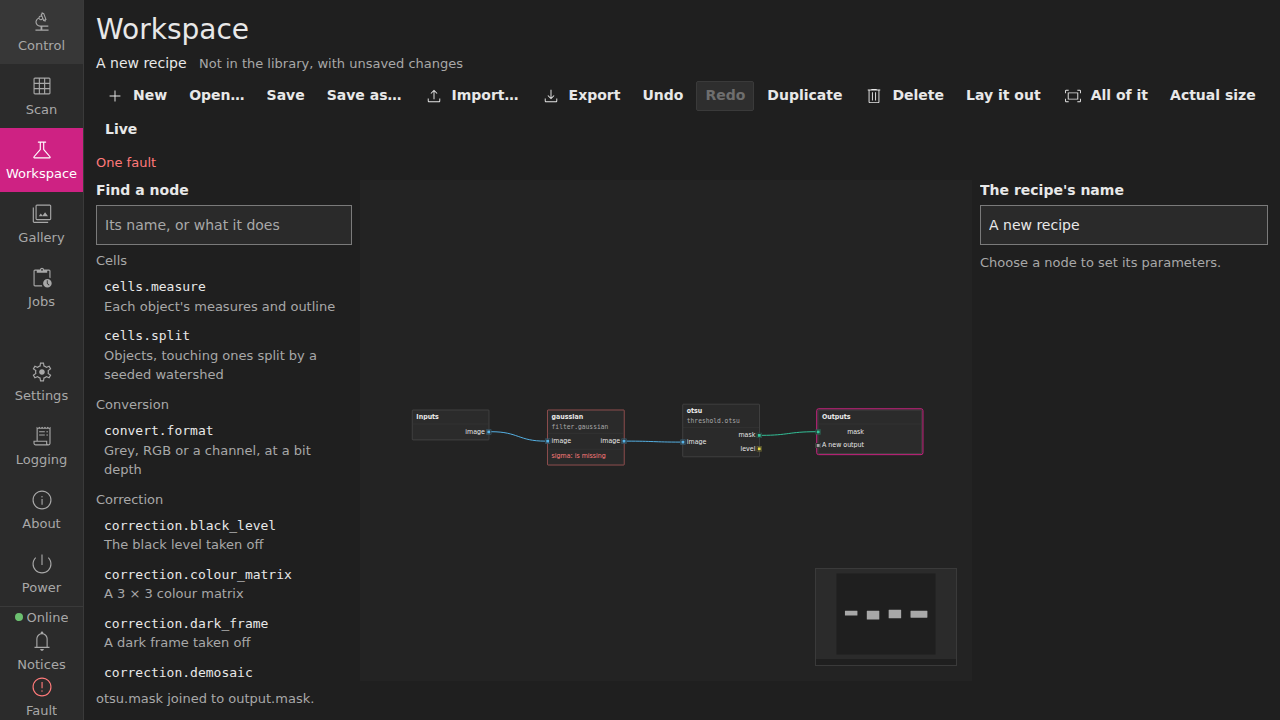 Control
Scan
Workspace
Gallery
Jobs
Settings
Logging
About
Power
Online
Notices
Fault
Workspace
A new recipe Not in the library, with unsaved changes
New Open... Save Save as... Import... Export Undo Redo Duplicate Delete Lay it out All of it Actual size
Live
One fault
Find a node
Its name, or what it does
Cells
cells.measure
Each object's measures and outline
cells.split
Objects, touching ones split by a
seeded watershed
Conversion
convert.format
Grey, RGB or a channel, at a bit
depth
Correction
correction.black_level
The black level taken off
correction.colour_matrix
A 3 × 3 colour matrix
correction.dark_frame
A dark frame taken off
correction.demosaic
otsu.mask joined to output.mask.
Inputs
image
gaussian
filter.gaussian
image image
sigma: is missing
otsu
threshold.otsu
mask
image
level
Outputs
mask
A new output
The recipe's name
A new recipe
Choose a node to set its parameters.